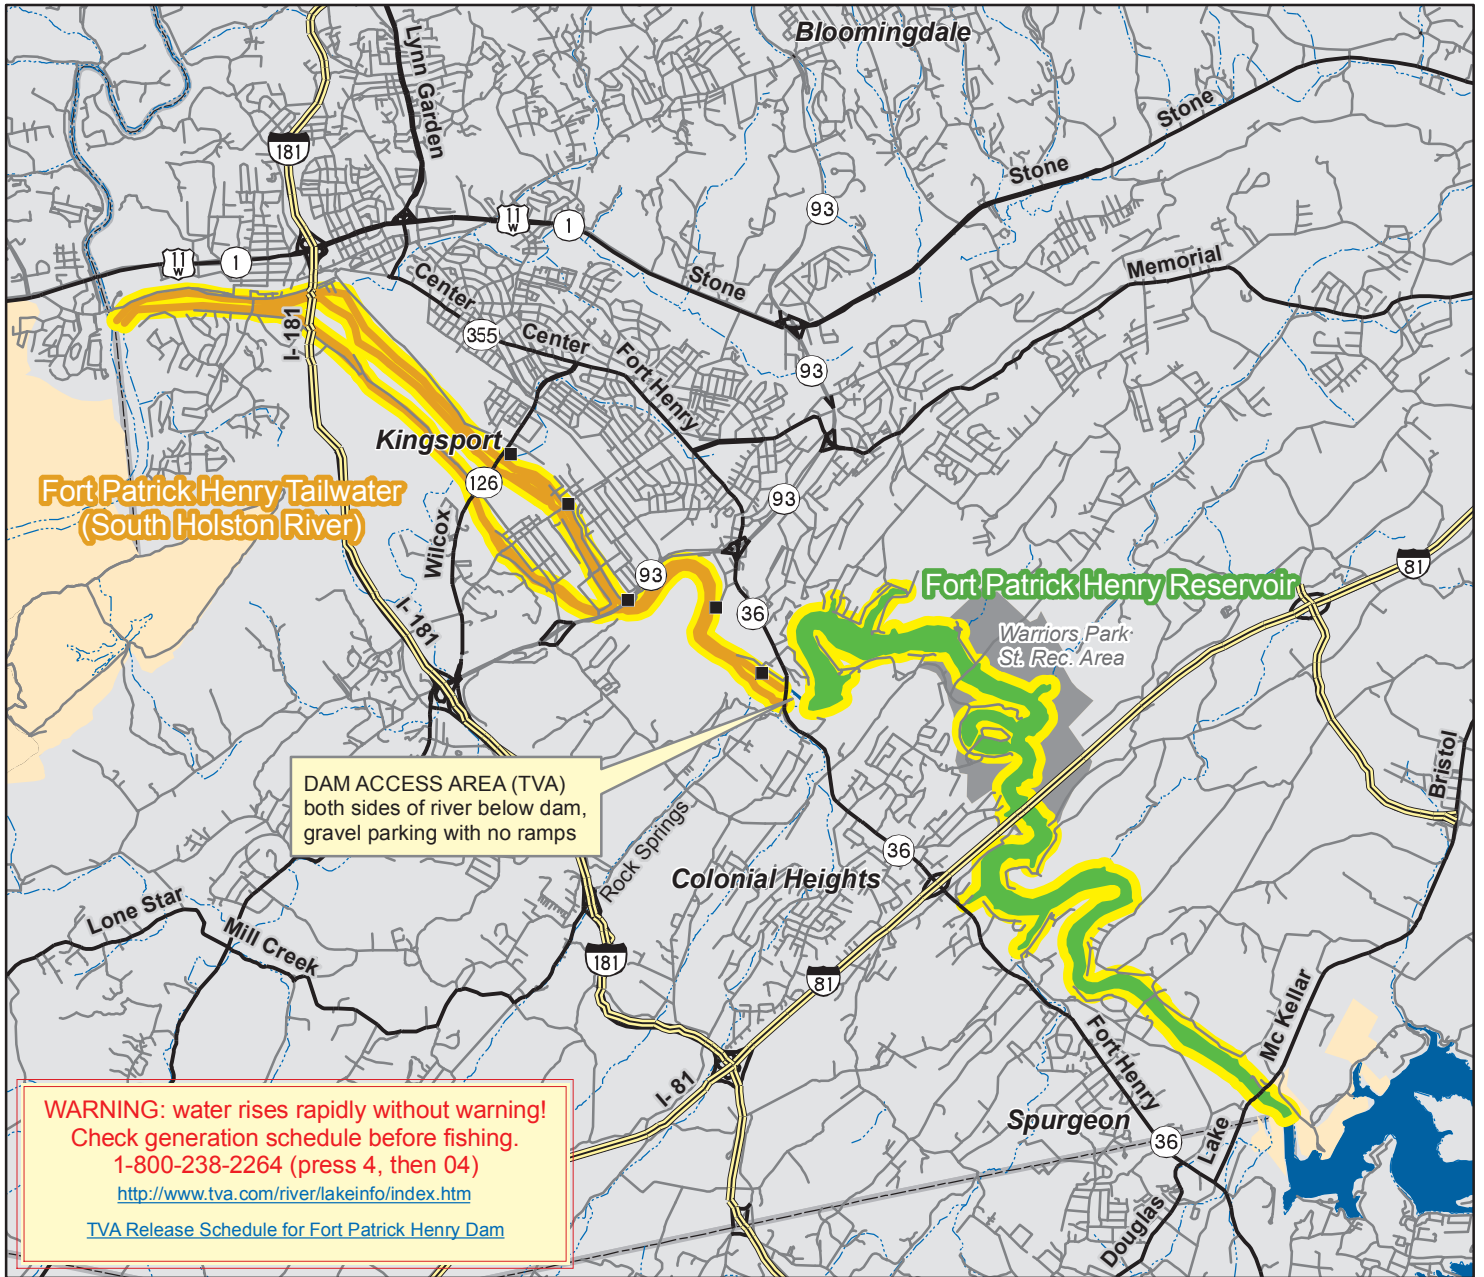 Bloomingdale
Lynn Garden
181
Stone
Stone
93
11
W
1
11
W
1
Memorial
Center
Stone
I- 181
355
Center
Fort Henry
93
Kingsport
126
93
Fort Patrick Henry Tailwater
(South Holston River)
Wilcox
93
36
Fort Patrick Henry Reservoir
81
Warriors Park
St. Rec. Area
I- 181
DAM ACCESS AREA (TVA)
both sides of river below dam,
gravel parking with no ramps
Bristol
Rock Springs
36
Colonial Heights
Lone Star
Mill Creek
181
81
Mc Kellar
Fort Henry
I- 81
Spurgeon
36
Lake
Douglas
WARNING: water rises rapidly without warning!
Check generation schedule before fishing.
1-800-238-2264 (press 4, then 04)
http://www.tva.com/river/lakeinfo/index.htm
TVA Release Schedule for Fort Patrick Henry Dam